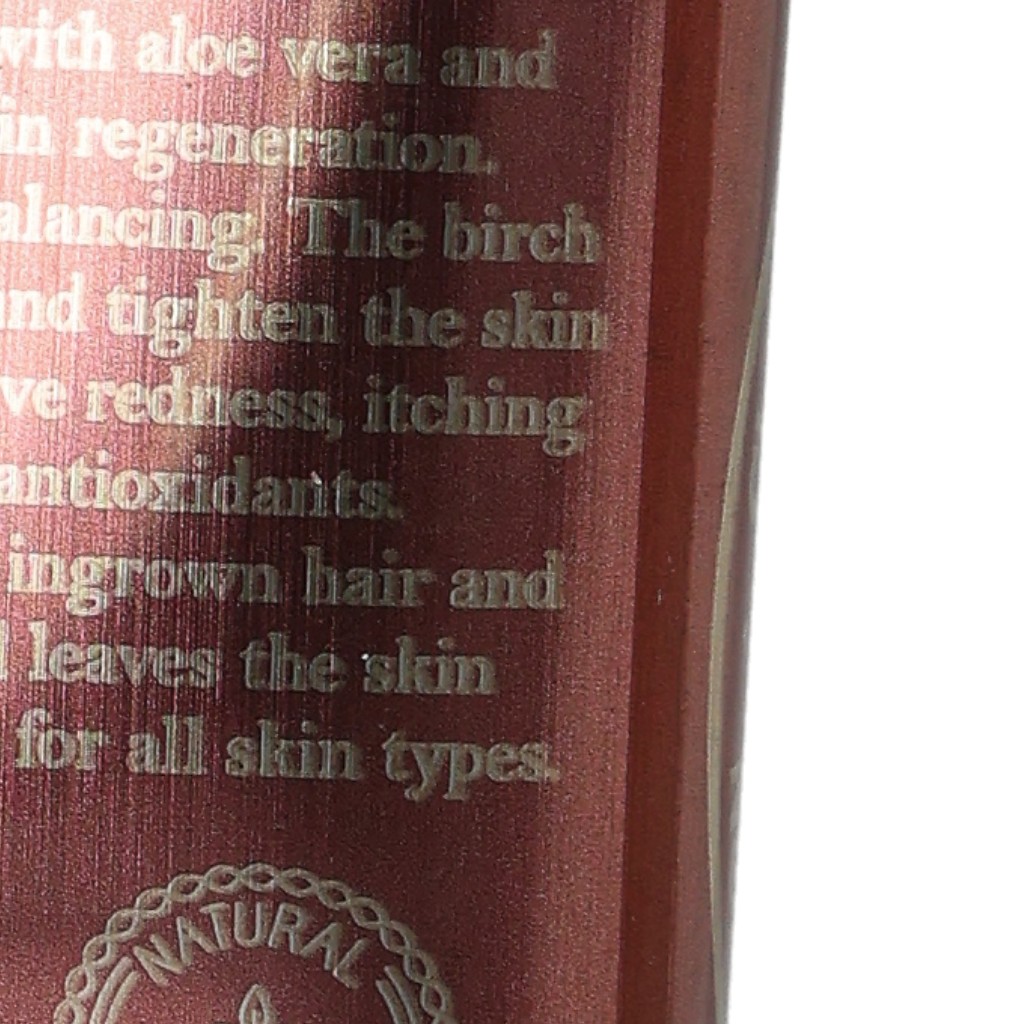 with aloe vera and
in regeneration.
alancing. The birch
nd tighten the skin
ve redness, itching
antioxidants.
ingrown hair and
leaves the skin
for all skin types.
NATURAL